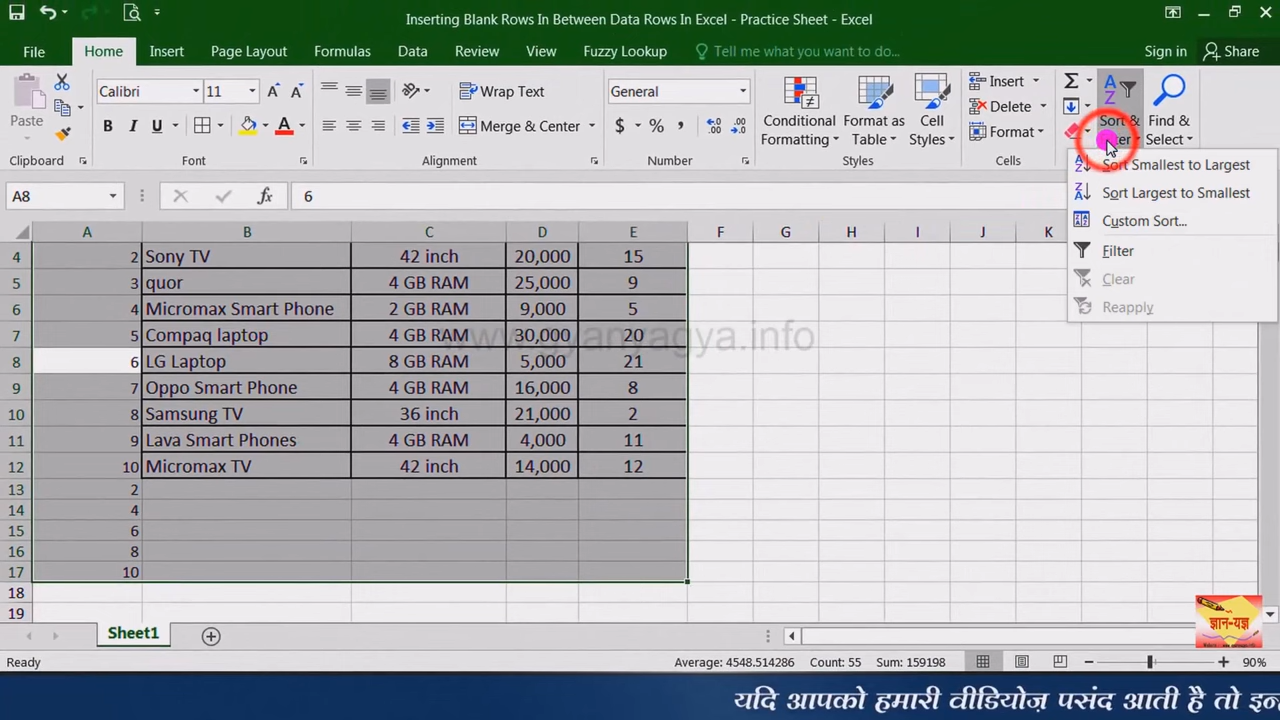 Inserting Blank Rows In Between Data Rows In Excel - Practice Sheet - Excel
File Home Insert Page Layout Formulas Data Review View Fuzzy Lookup Tell me what you want to do... Sign in Share
Paste
Calibri 11
B I U
Wrap Text
Merge & Center
General
$ % ,
Conditional Formatting
Format as Table
Cell Styles
Insert
Delete
Format
Sort &
Find & Select
Clipboard Font Alignment Number Styles Cells
Sort Smallest to Largest
Sort Largest to Smallest
Custom Sort...
Filter
Clear
Reapply
A8 fx 6
A B C D E F G H I J K
4 2 Sony TV 42 inch 20,000 15
5 3 quor 4 GB RAM 25,000 9
6 4 Micromax Smart Phone 2 GB RAM 9,000 5
7 5 Compaq laptop 4 GB RAM 30,000 20
www.gyanyagya.info
8 6 LG Laptop 8 GB RAM 5,000 21
9 7 Oppo Smart Phone 4 GB RAM 16,000 8
10 8 Samsung TV 36 inch 21,000 2
11 9 Lava Smart Phones 4 GB RAM 4,000 11
12 10 Micromax TV 42 inch 14,000 12
13 2
14 4
15 6
16 8
17 10
18
19
ज्ञान-यज्ञ
Sheet1
Ready Average: 4548.514286 Count: 55 Sum: 159198 90%
यदि आपको हमारी वीडियोज़ पसंद आती है तो इन्